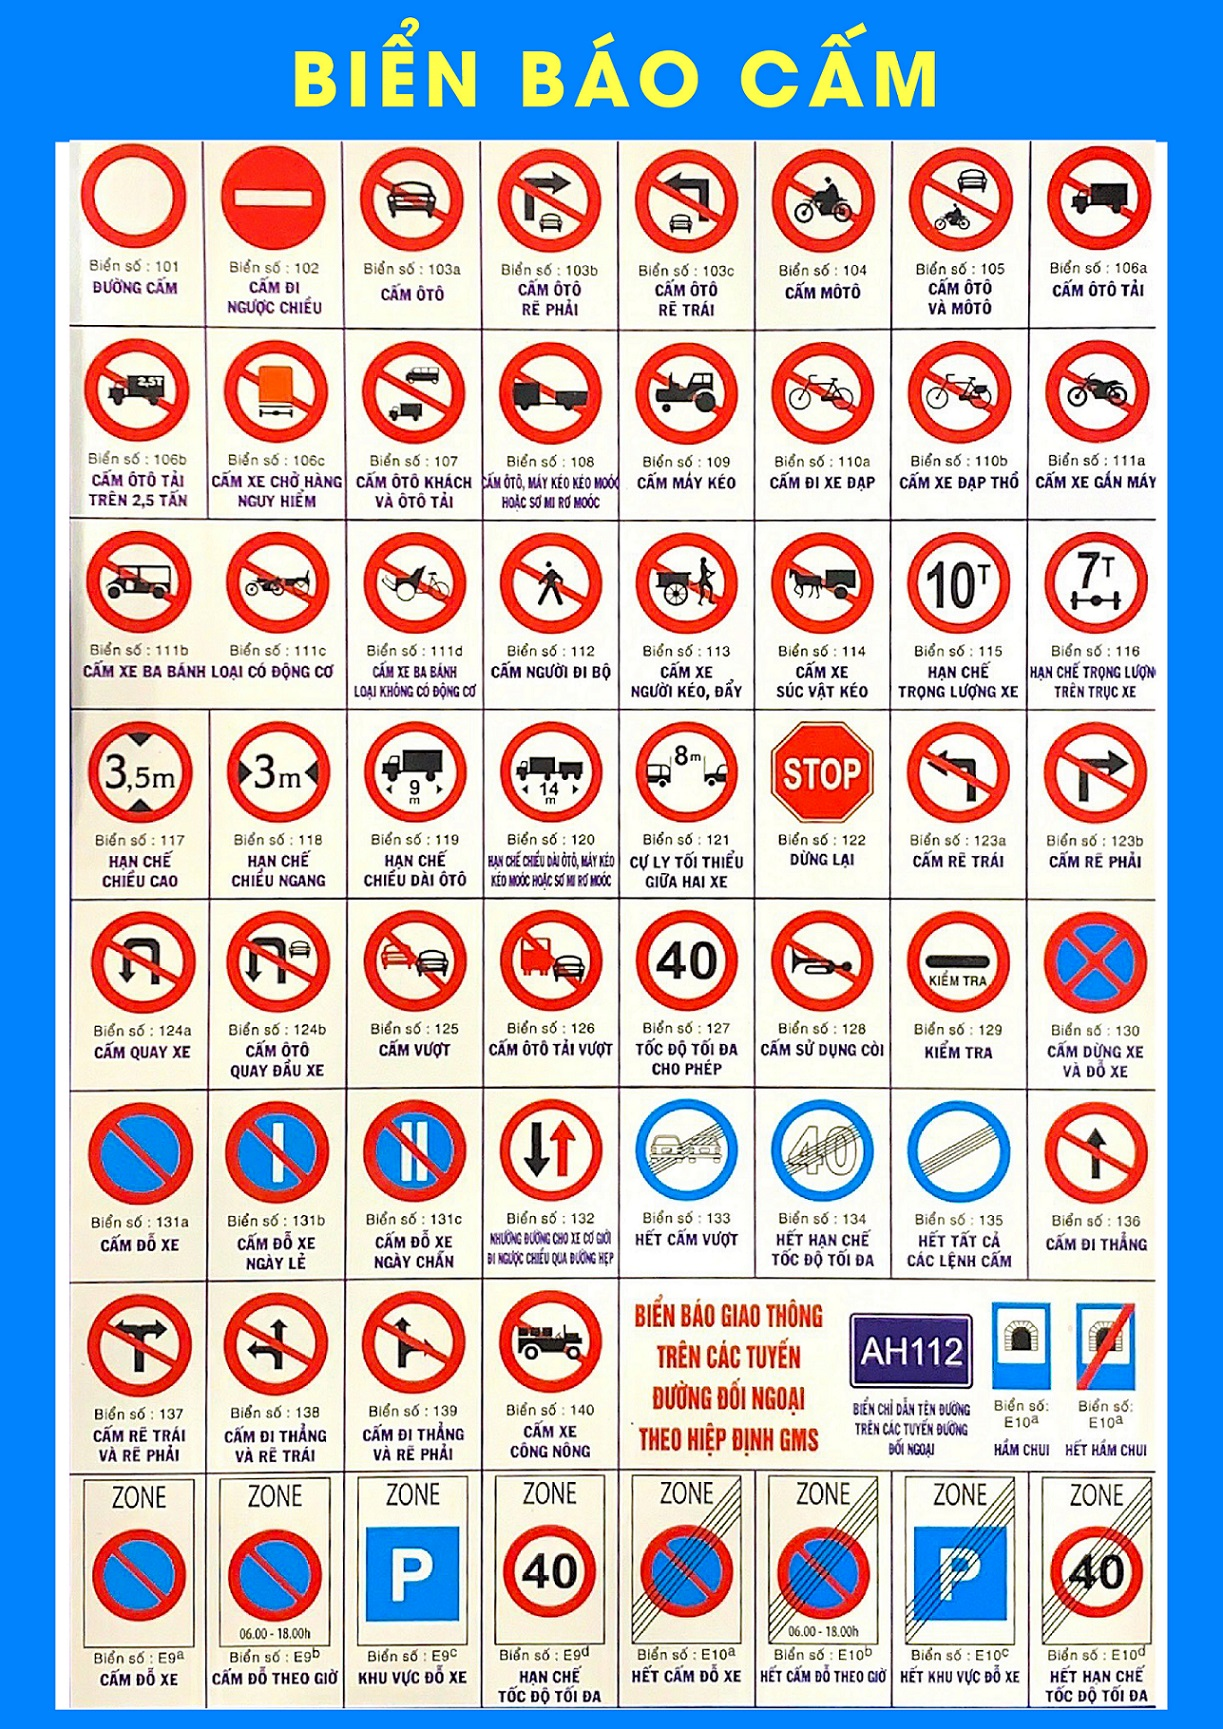 BIỂN BÁO CẤM
Biển số : 101
ĐƯỜNG CẤM
Biển số : 102
CẤM ĐI
NGƯỢC CHIỀU
Biển số : 103a
CẤM ÔTÔ
Biển số : 103b
CẤM ÔTÔ
RẼ PHẢI
Biển số : 103c
CẤM ÔTÔ
RẼ TRÁI
Biển số : 104
CẤM MÔTÔ
Biển số : 105
CẤM ÔTÔ
VÀ MÔTÔ
Biển số : 106a
CẤM ÔTÔ TẢI
2,5T
Biển số : 106b
CẤM ÔTÔ TẢI
TRÊN 2,5 TẤN
Biển số : 106c
CẤM XE CHỞ HÀNG
NGUY HIỂM
Biển số : 107
CẤM ÔTÔ KHÁCH
VÀ ÔTÔ TẢI
Biển số : 108
CẤM ÔTÔ, MÁY KÉO KÉO MOÓC
HOẶC SƠ MI RƠ MOÓC
Biển số : 109
CẤM MÁY KÉO
Biển số : 110a
CẤM ĐI XE ĐẠP
Biển số : 110b
CẤM XE ĐẠP THỒ
Biển số : 111a
CẤM XE GẮN MÁY
Biển số : 111b
Biển số : 111c
CẤM XE BA BÁNH LOẠI CÓ ĐỘNG CƠ
Biển số : 111d
CẤM XE BA BÁNH
LOẠI KHÔNG CÓ ĐỘNG CƠ
Biển số : 112
CẤM NGƯỜI ĐI BỘ
Biển số : 113
CẤM XE
NGƯỜI KÉO, ĐẨY
Biển số : 114
CẤM XE
SÚC VẬT KÉO
10T
Biển số : 115
HẠN CHẾ
TRỌNG LƯỢNG XE
7T
Biển số : 116
HẠN CHẾ TRỌNG LƯỢN
TRÊN TRỤC XE
3,5m
Biển số : 117
HẠN CHẾ
CHIỀU CAO
3m
Biển số : 118
HẠN CHẾ
CHIỀU NGANG
9
m
Biển số : 119
HẠN CHẾ
CHIỀU DÀI ÔTÔ
14
m
Biển số : 120
HẠN CHẾ CHIỀU DÀI ÔTÔ, MÁY KÉO
KÉO MOÓC HOẶC SƠ MI RƠ MOÓC
8m
Biển số : 121
CỰ LY TỐI THIỂU
GIỮA HAI XE
STOP
Biển số : 122
DỪNG LẠI
Biển số : 123a
CẤM RẼ TRÁI
Biển số : 123b
CẤM RẼ PHẢI
Biển số : 124a
CẤM QUAY XE
Biển số : 124b
CẤM ÔTÔ
QUAY ĐẦU XE
Biển số : 125
CẤM VƯỢT
Biển số : 126
CẤM ÔTÔ TẢI VƯỢT
40
Biển số : 127
TỐC ĐỘ TỐI ĐA
CHO PHÉP
Biển số : 128
CẤM SỬ DỤNG CÒI
KIỂM TRA
Biển số : 129
KIỂM TRA
Biển số : 130
CẤM DỪNG XE
VÀ ĐỖ XE
Biển số : 131a
CẤM ĐỖ XE
Biển số : 131b
CẤM ĐỖ XE
NGÀY LẺ
Biển số : 131c
CẤM ĐỖ XE
NGÀY CHẴN
Biển số : 132
NHƯỜNG ĐƯỜNG CHO XE CƠ GIỚI
ĐI NGƯỢC CHIỀU QUA ĐƯỜNG HẸP
Biển số : 133
HẾT CẤM VƯỢT
40
Biển số : 134
HẾT HẠN CHẾ
TỐC ĐỘ TỐI ĐA
Biển số : 135
HẾT TẤT CẢ
CÁC LỆNH CẤM
Biển số : 136
CẤM ĐI THẲNG
Biển số : 137
CẤM RẼ TRÁI
VÀ RẼ PHẢI
Biển số : 138
CẤM ĐI THẲNG
VÀ RẼ TRÁI
Biển số : 139
CẤM ĐI THẲNG
VÀ RẼ PHẢI
Biển số : 140
CẤM XE
CÔNG NÔNG
BIỂN BÁO GIAO THÔNG
TRÊN CÁC TUYẾN
ĐƯỜNG ĐỐI NGOẠI
THEO HIỆP ĐỊNH GMS
AH112
BIỂN CHỈ DẪN TÊN ĐƯỜNG
TRÊN CÁC TUYẾN ĐƯỜNG
ĐỐI NGOẠI
Biển số:
E10a
HẦM CHUI
Biển số:
E10a
HẾT HẦM CHUI
ZONE
Biển số : E9a
CẤM ĐỖ XE
ZONE
06.00 - 18.00h
Biển số : E9b
CẤM ĐỖ THEO GIỜ
ZONE
P
Biển số : E9c
KHU VỰC ĐỖ XE
ZONE
40
Biển số : E9d
HẠN CHẾ
TỐC ĐỘ TỐI ĐA
ZONE
Biển số : E10a
HẾT CẤM ĐỖ XE
ZONE
06.00 - 18.00h
Biển số : E10b
HẾT CẤM ĐỖ THEO GIỜ
ZONE
P
Biển số : E10c
HẾT KHU VỰC ĐỖ XE
ZONE
40
Biển số : E10d
HẾT HẠN CHẾ
TỐC ĐỘ TỐI ĐA